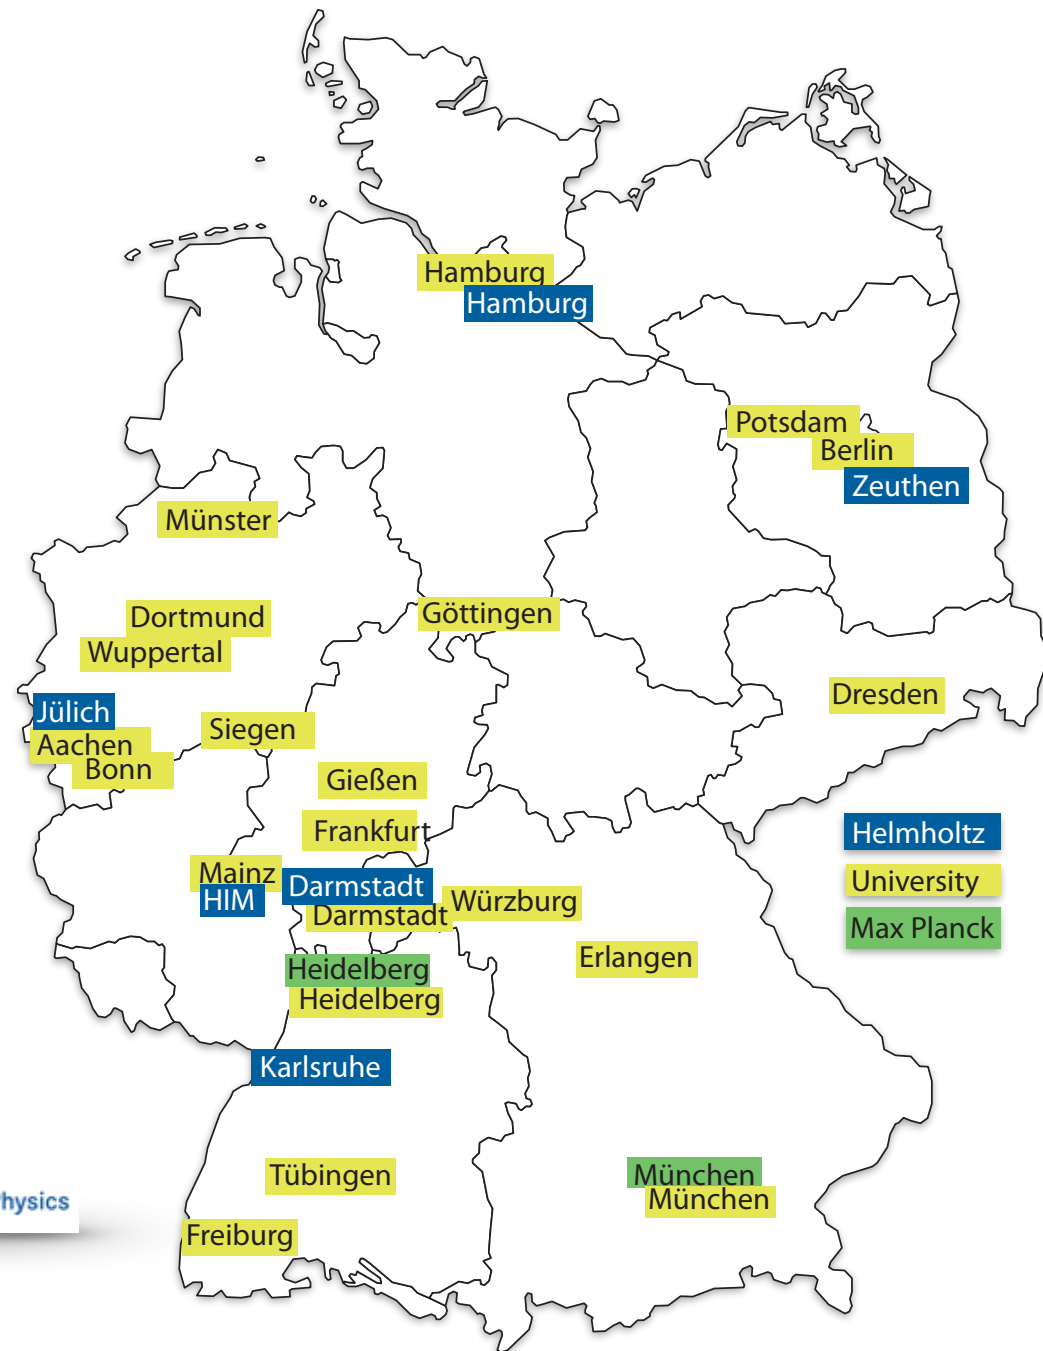 Hamburg
Hamburg
Potsdam
Berlin
Zeuthen
Münster
Göttingen
Dortmund
Wuppertal
Dresden
Jülich
Siegen
Aachen
Bonn
Gießen
Frankfurt
Helmholtz
Mainz
HIM
Darmstadt
Darmstadt
Würzburg
University
Max Planck
Erlangen
Heidelberg
Heidelberg
Karlsruhe
Tübingen
München
München
hysics
Freiburg